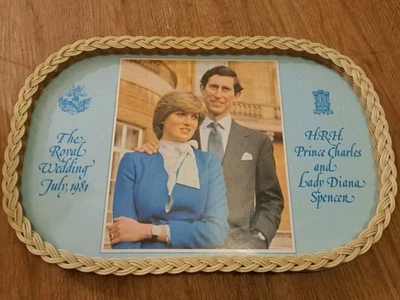 The
Royal
Wedding
July, 1981
H.R.H.
Prince Charles
and
Lady Diana
Spencer